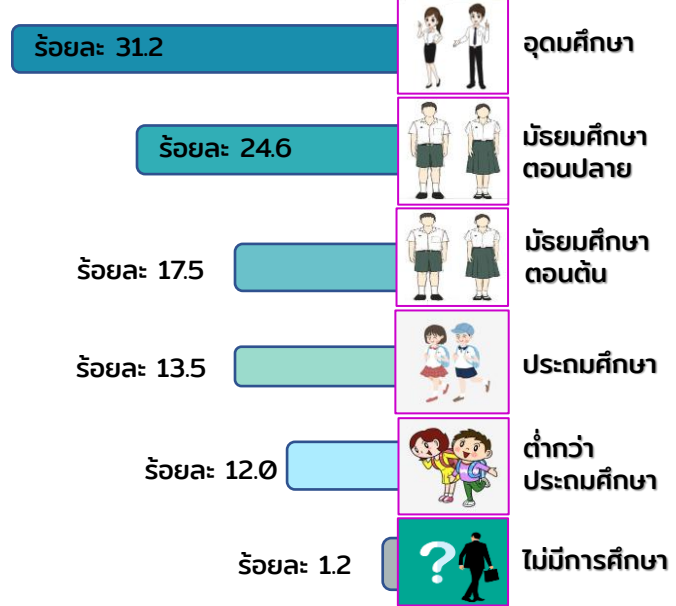 ร้อยละ 31.2
อุดมศึกษา
ร้อยละ 24.6
มัธยมศึกษา
ตอนปลาย
ร้อยละ 17.5
มัธยมศึกษา
ตอนต้น
ร้อยละ 13.5
ประถมศึกษา
ร้อยละ 12.0
ต่ำกว่า
ประถมศึกษา
ร้อยละ 1.2
?
ไม่มีการศึกษา